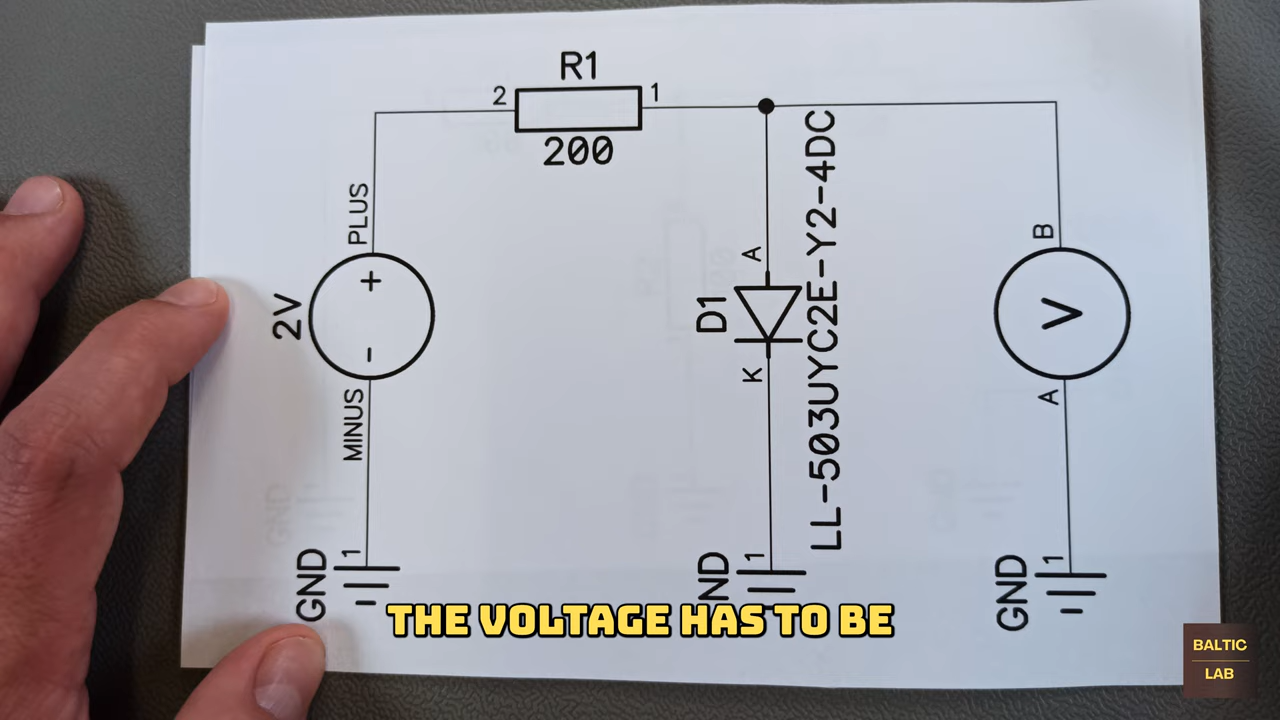 R1
2
1
200
PLUS
+
2V
-
MINUS
1
GND
A
D1
K
LL-503UYC2E-Y2-4DC
1
ND
B
V
A
1
GND
THE VOLTAGE HAS TO BE
BALTIC
LAB